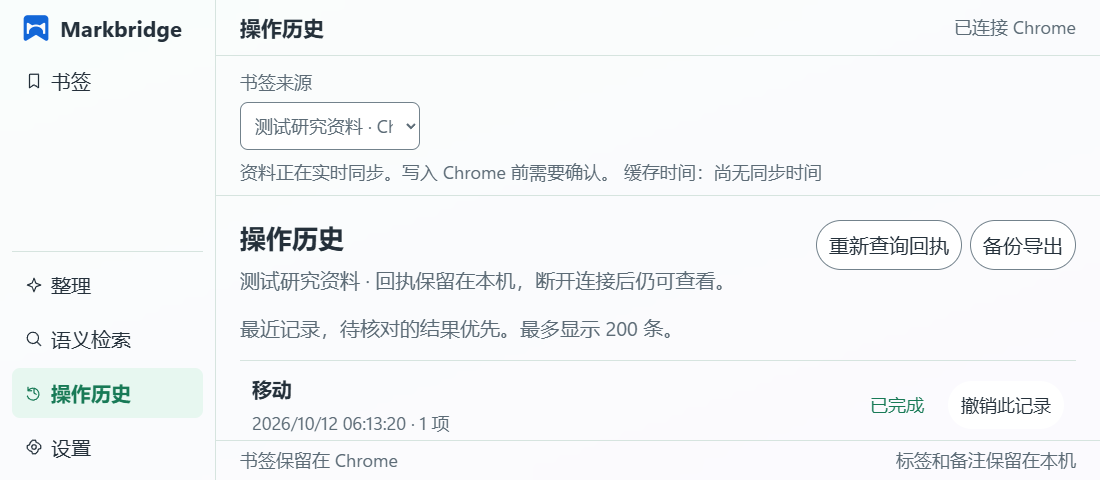 Markbridge
书签
整理
语义检索
操作历史
设置
操作历史
已连接 Chrome
书签来源
测试研究资料 · Ch
资料正在实时同步。写入 Chrome 前需要确认。 缓存时间：尚无同步时间
操作历史
重新查询回执
备份导出
测试研究资料 · 回执保留在本机，断开连接后仍可查看。
最近记录，待核对的结果优先。最多显示 200 条。
移动
2026/10/12 06:13:20 · 1 项
已完成
撤销此记录
书签保留在 Chrome
标签和备注保留在本机